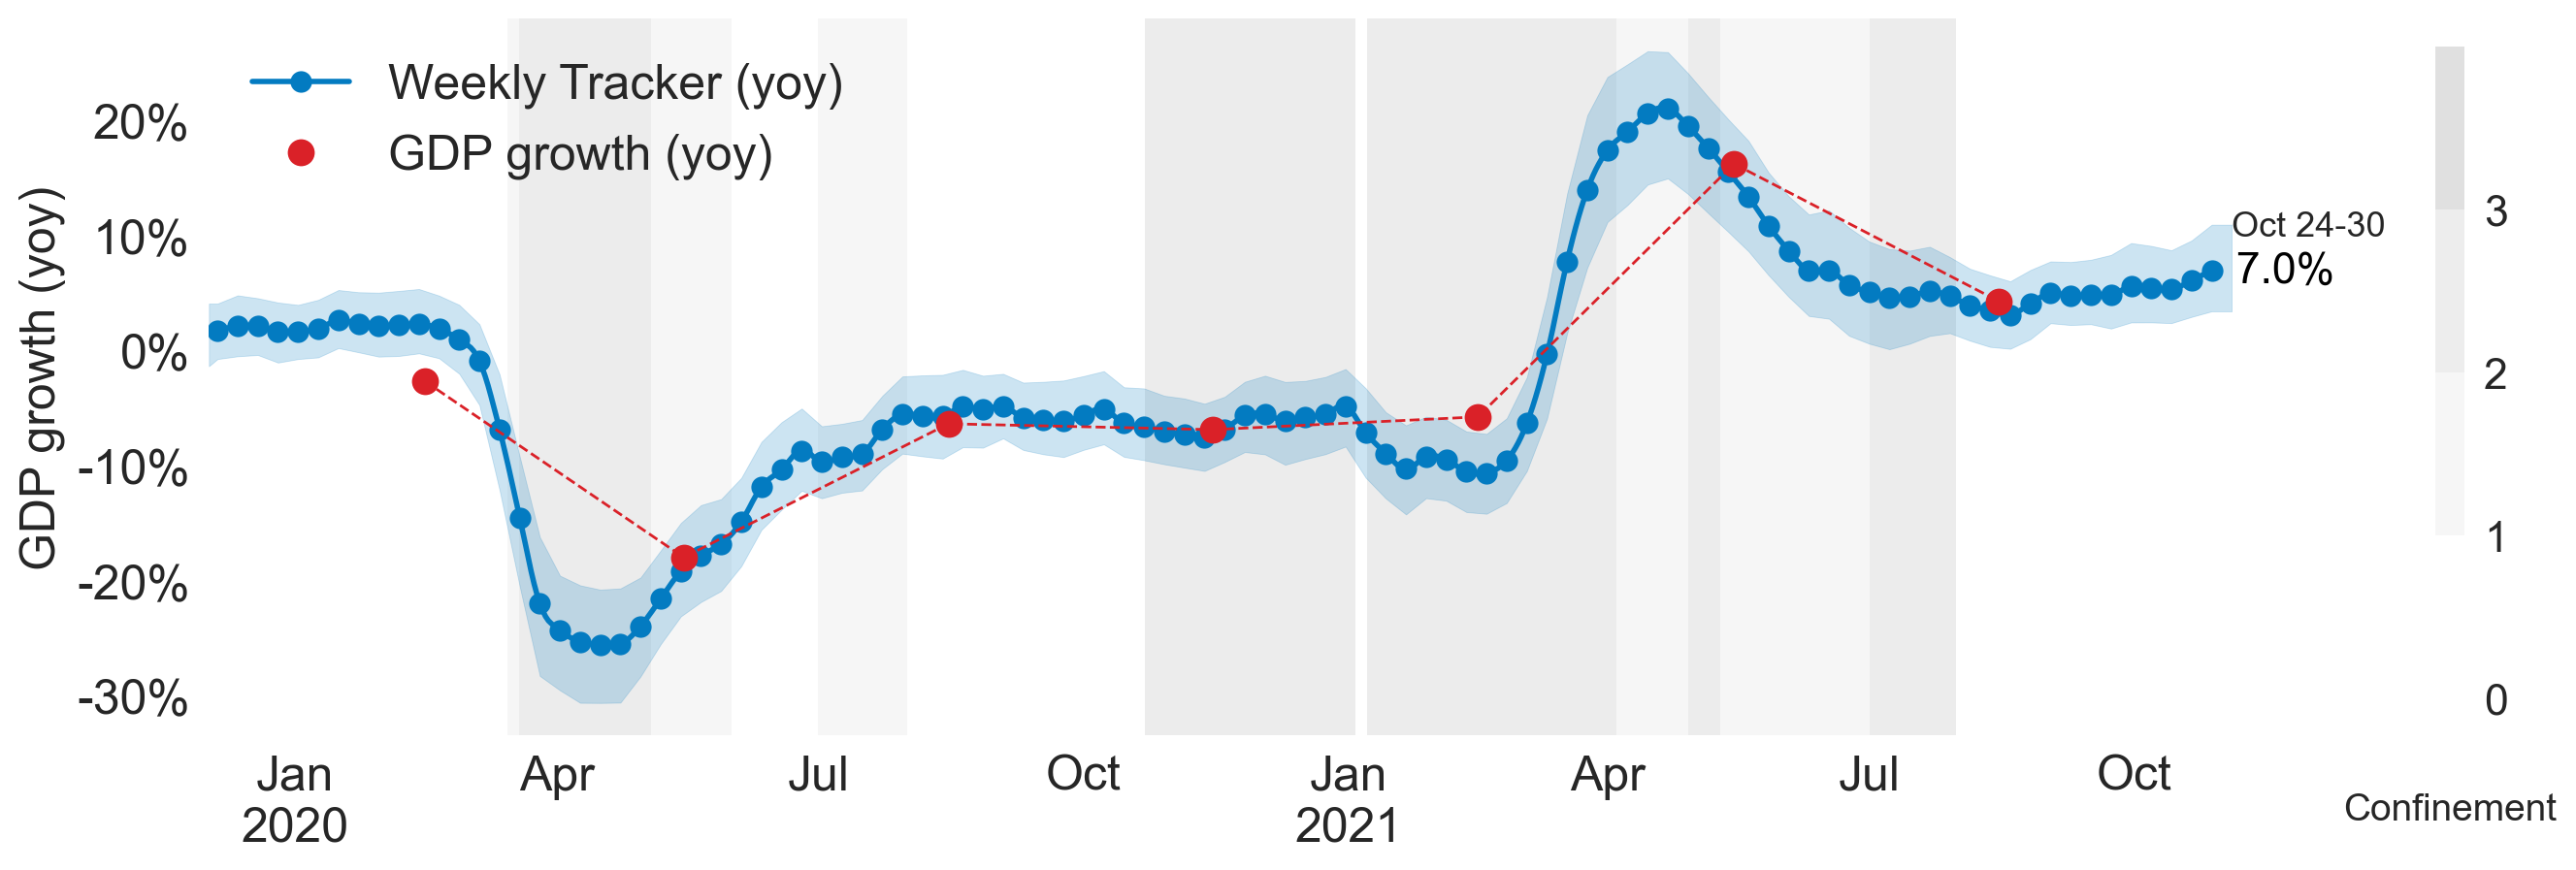 Weekly Tracker (yoy)
GDP growth (yoy)
GDP growth (yoy)
20%
10%
0%
-10%
-20%
-30%
Jan
2020
Apr
Jul
Oct
Jan
2021
Apr
Jul
Oct
Oct 24-30
7.0%
3
2
1
0
Confinement